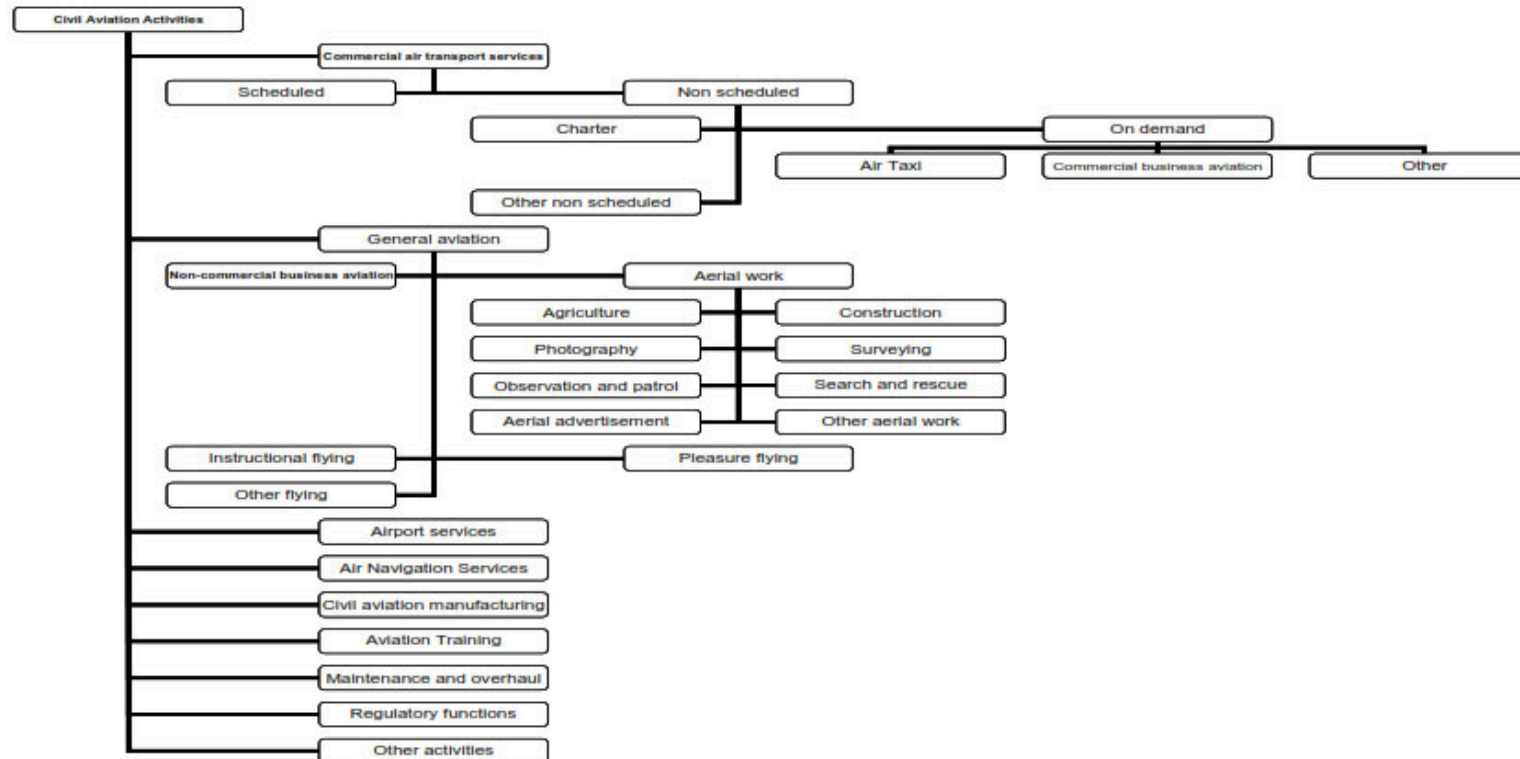 Civil Aviation Activities
Commercial air transport services
Scheduled
Non scheduled
Charter
On demand
Air Taxi
Commercial business aviation
Other
Other non scheduled
General aviation
Non-commercial business aviation
Aerial work
Agriculture
Construction
Photography
Surveying
Observation and patrol
Search and rescue
Aerial advertisement
Other aerial work
Instructional flying
Pleasure flying
Other flying
Airport services
Air Navigation Services
Civil aviation manufacturing
Aviation Training
Maintenance and overhaul
Regulatory functions
Other activities